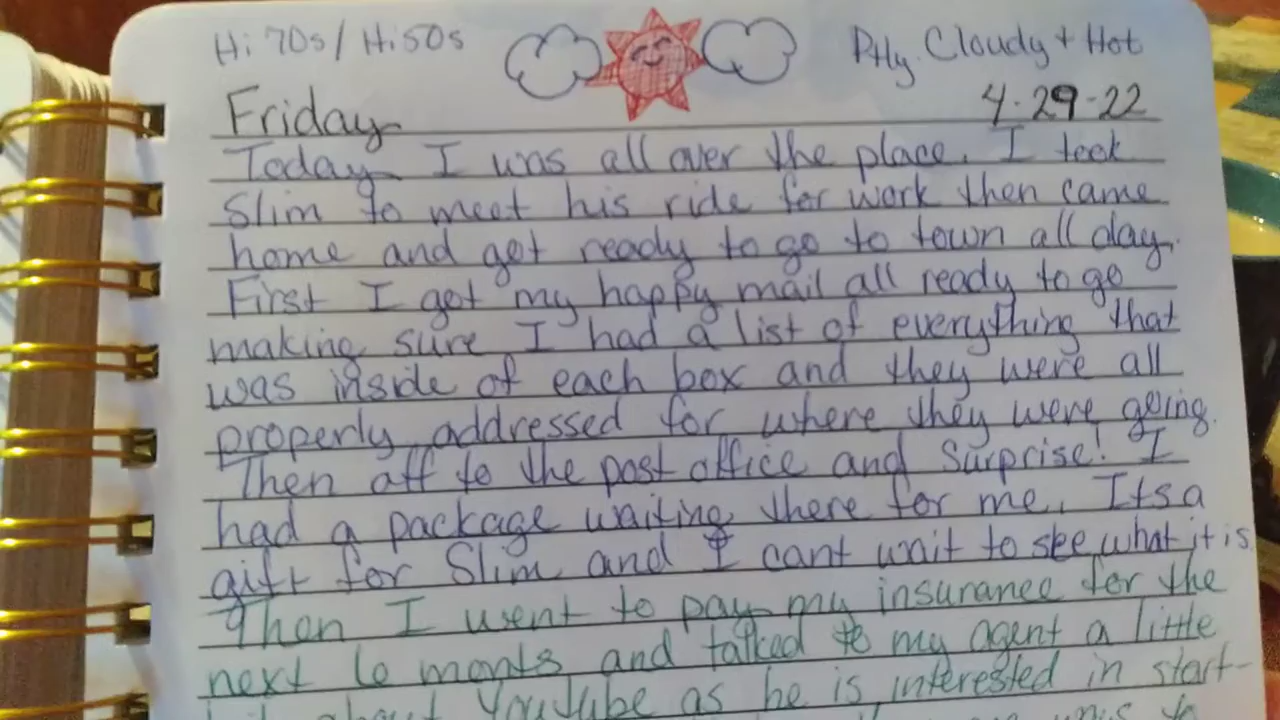 Hi 70s / Hi 50s
Ptly. Cloudy + Hot
Friday
4-29-22
Today I was all over the place. I took
Slim to meet his ride for work then came
home and get ready to go to town all day.
First I get my happy mail all ready to go
making sure I had a list of everything that
was inside of each box and they were all
properly addressed for where they were going.
Then off to the post office and Surprise! I
had a package waiting there for me. Its a
gift for Slim and I cant wait to see what it is
Then I went to pay my insurance for the
next 6 monts and talked to my agent a little
bit about YouTube as he is interested in start-